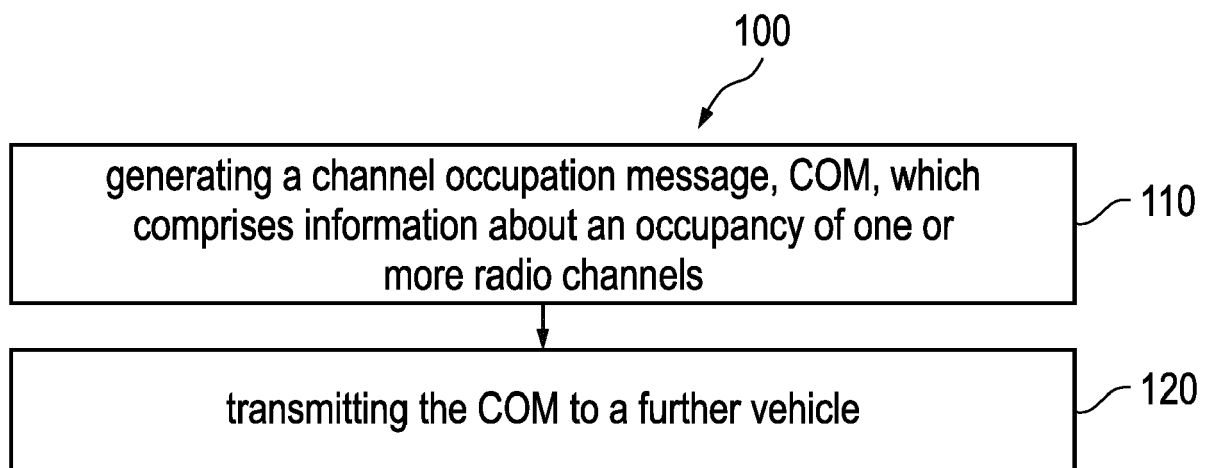 100
generating a channel occupation message, COM, which
comprises information about an occupancy of one or
more radio channels
110
transmitting the COM to a further vehicle
120